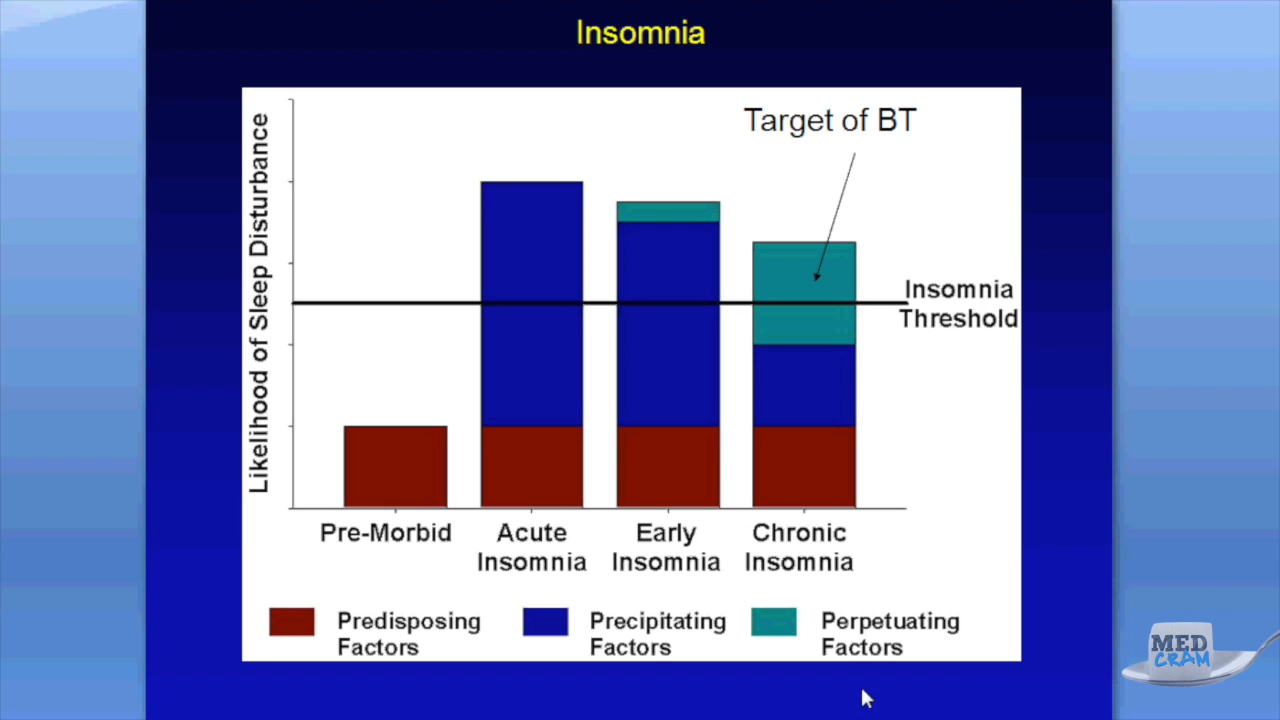 Insomnia
Target of BT
Likelihood of Sleep Disturbance
Insomnia
Threshold
Pre-Morbid
Acute
Insomnia
Early
Insomnia
Chronic
Insomnia
Predisposing
Factors
Precipitating
Factors
Perpetuating
Factors
MED
CRAM